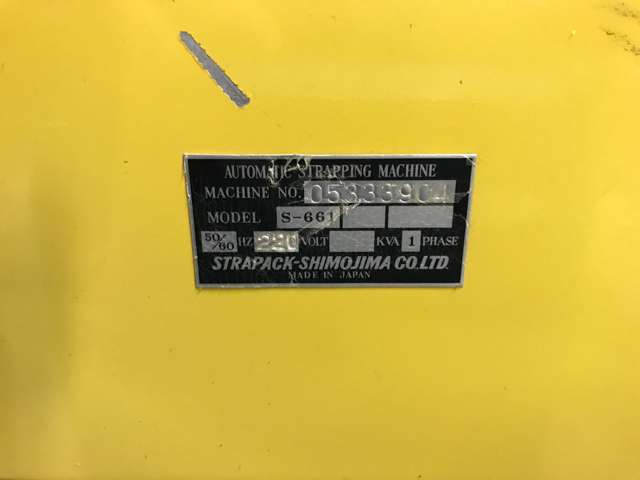 AUTOMATIC STRAPPING MACHINE
MACHINE NO. 05333904
MODEL S-661
50/60 HZ 220 VOLT KVA 1 PHASE
STRAPACK-SHIMOJIMA CO.LTD.
MADE IN JAPAN